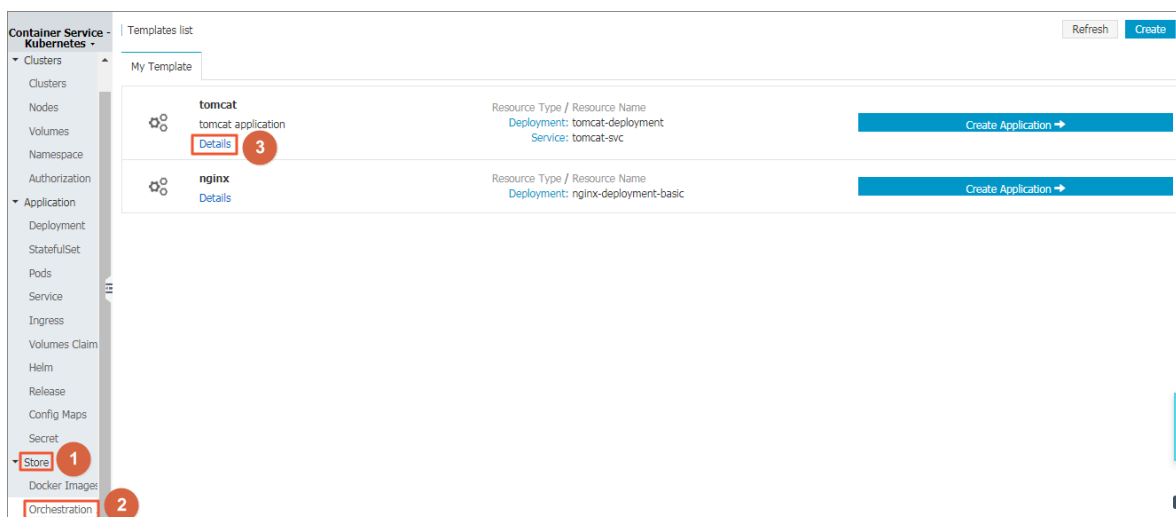 Container Service -
Kubernetes
Clusters
Clusters
Nodes
Volumes
Namespace
Authorization
Application
Deployment
StatefulSet
Pods
Service
Ingress
Volumes Claim
Helm
Release
Config Maps
Secret
Store 1
Docker Images
Orchestration 2
Templates list
Refresh Create
My Template
tomcat
tomcat application
Details 3
Resource Type / Resource Name
Deployment: tomcat-deployment
Service: tomcat-svc
Create Application ➔
nginx
Details
Resource Type / Resource Name
Deployment: nginx-deployment-basic
Create Application ➔